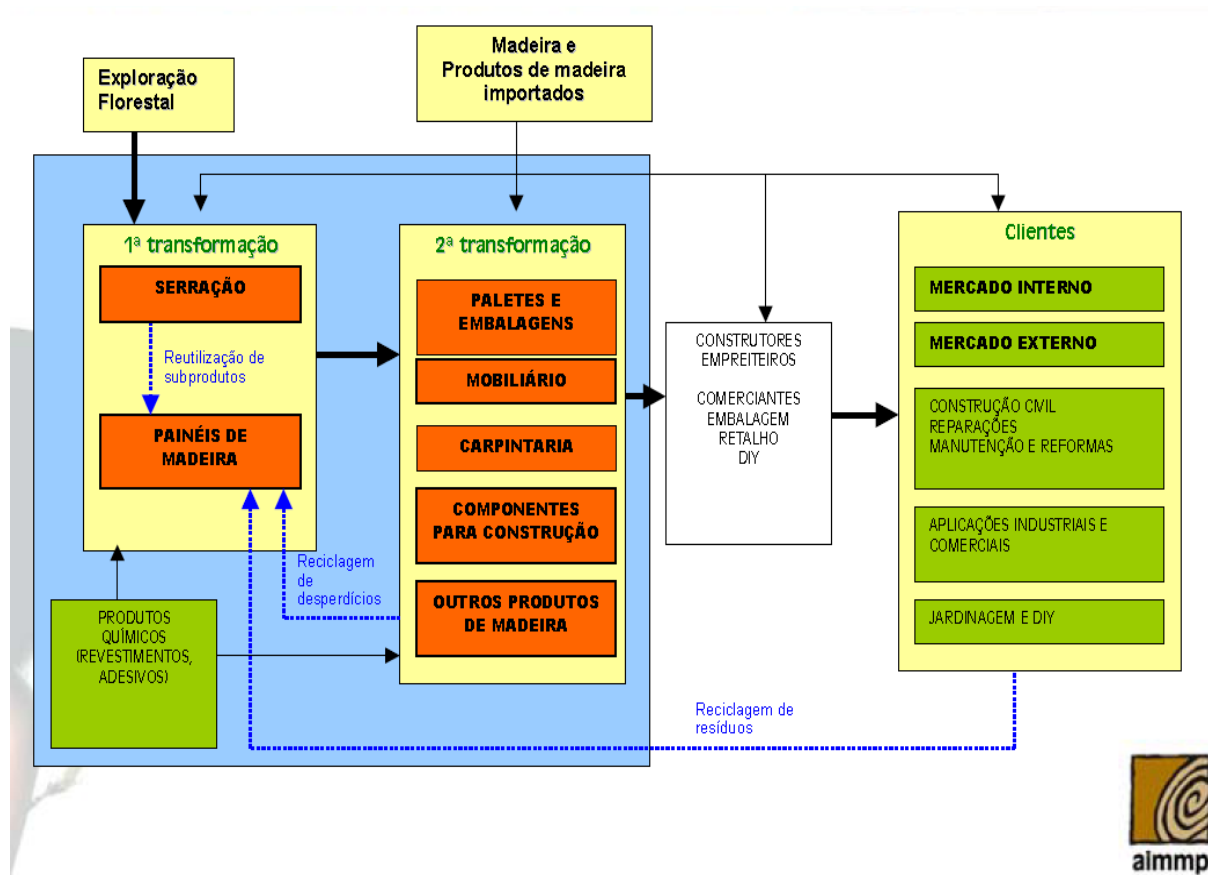 Exploração
Florestal
Madeira e
Produtos de madeira
importados
1ª transformação
SERRAÇÃO
Reutilização de
subprodutos
PAINÉIS DE
MADEIRA
2ª transformação
PALETES E
EMBALAGENS
MOBILIÁRIO
CARPINTARIA
COMPONENTES
PARA CONSTRUÇÃO
OUTROS PRODUTOS
DE MADEIRA
Reciclagem
de
desperdícios
PRODUTOS
QUÍMICOS
(REVESTIMENTOS,
ADESIVOS)
CONSTRUTORES
EMPREITEIROS
COMERCIANTES
EMBALAGEM
RETALHO
DIY
Clientes
MERCADO INTERNO
MERCADO EXTERNO
CONSTRUÇÃO CIVIL
REPARAÇÕES
MANUTENÇÃO E REFORMAS
APLICAÇÕES INDUSTRIAIS E
COMERCIAIS
JARDINAGEM E DIY
Reciclagem de
resíduos
aimmp